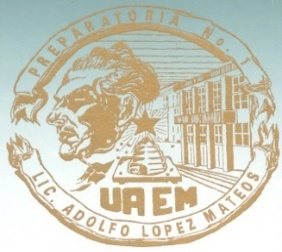 PREPARATORIA No. 1
UAEM
LIC. ADOLFO LOPEZ MATEOS